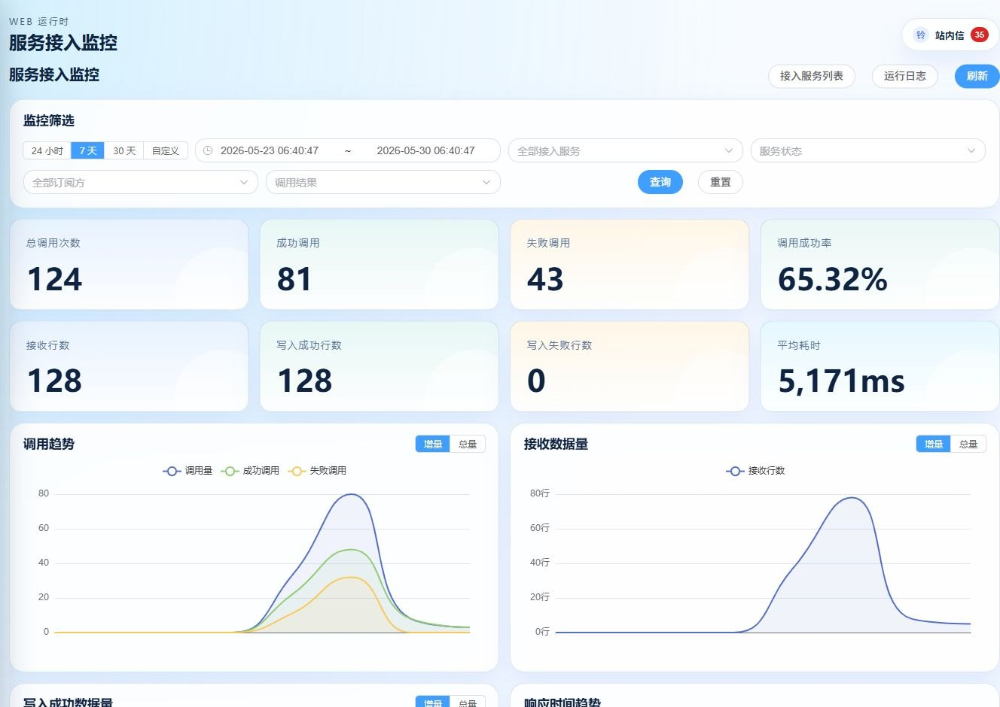 WEB 运行时
服务接入监控
铃 站内信 35
服务接入监控
接入服务列表 运行日志 刷新
监控筛选
24 小时 7 天 30 天 自定义 2026-05-23 06:40:47 ~ 2026-05-30 06:40:47 全部接入服务 服务状态
全部订阅方 调用结果 查询 重置
总调用次数 成功调用 失败调用 调用成功率
124 81 43 65.32%
接收行数 写入成功行数 写入失败行数 平均耗时
128 128 0 5,171ms
调用趋势 增量 总量
调用量 成功调用 失败调用
80
60
40
20
0
接收数据量 增量 总量
接收行数
80行
60行
40行
20行
0行
写入成功数据量 增量 总量
响应时间趋势